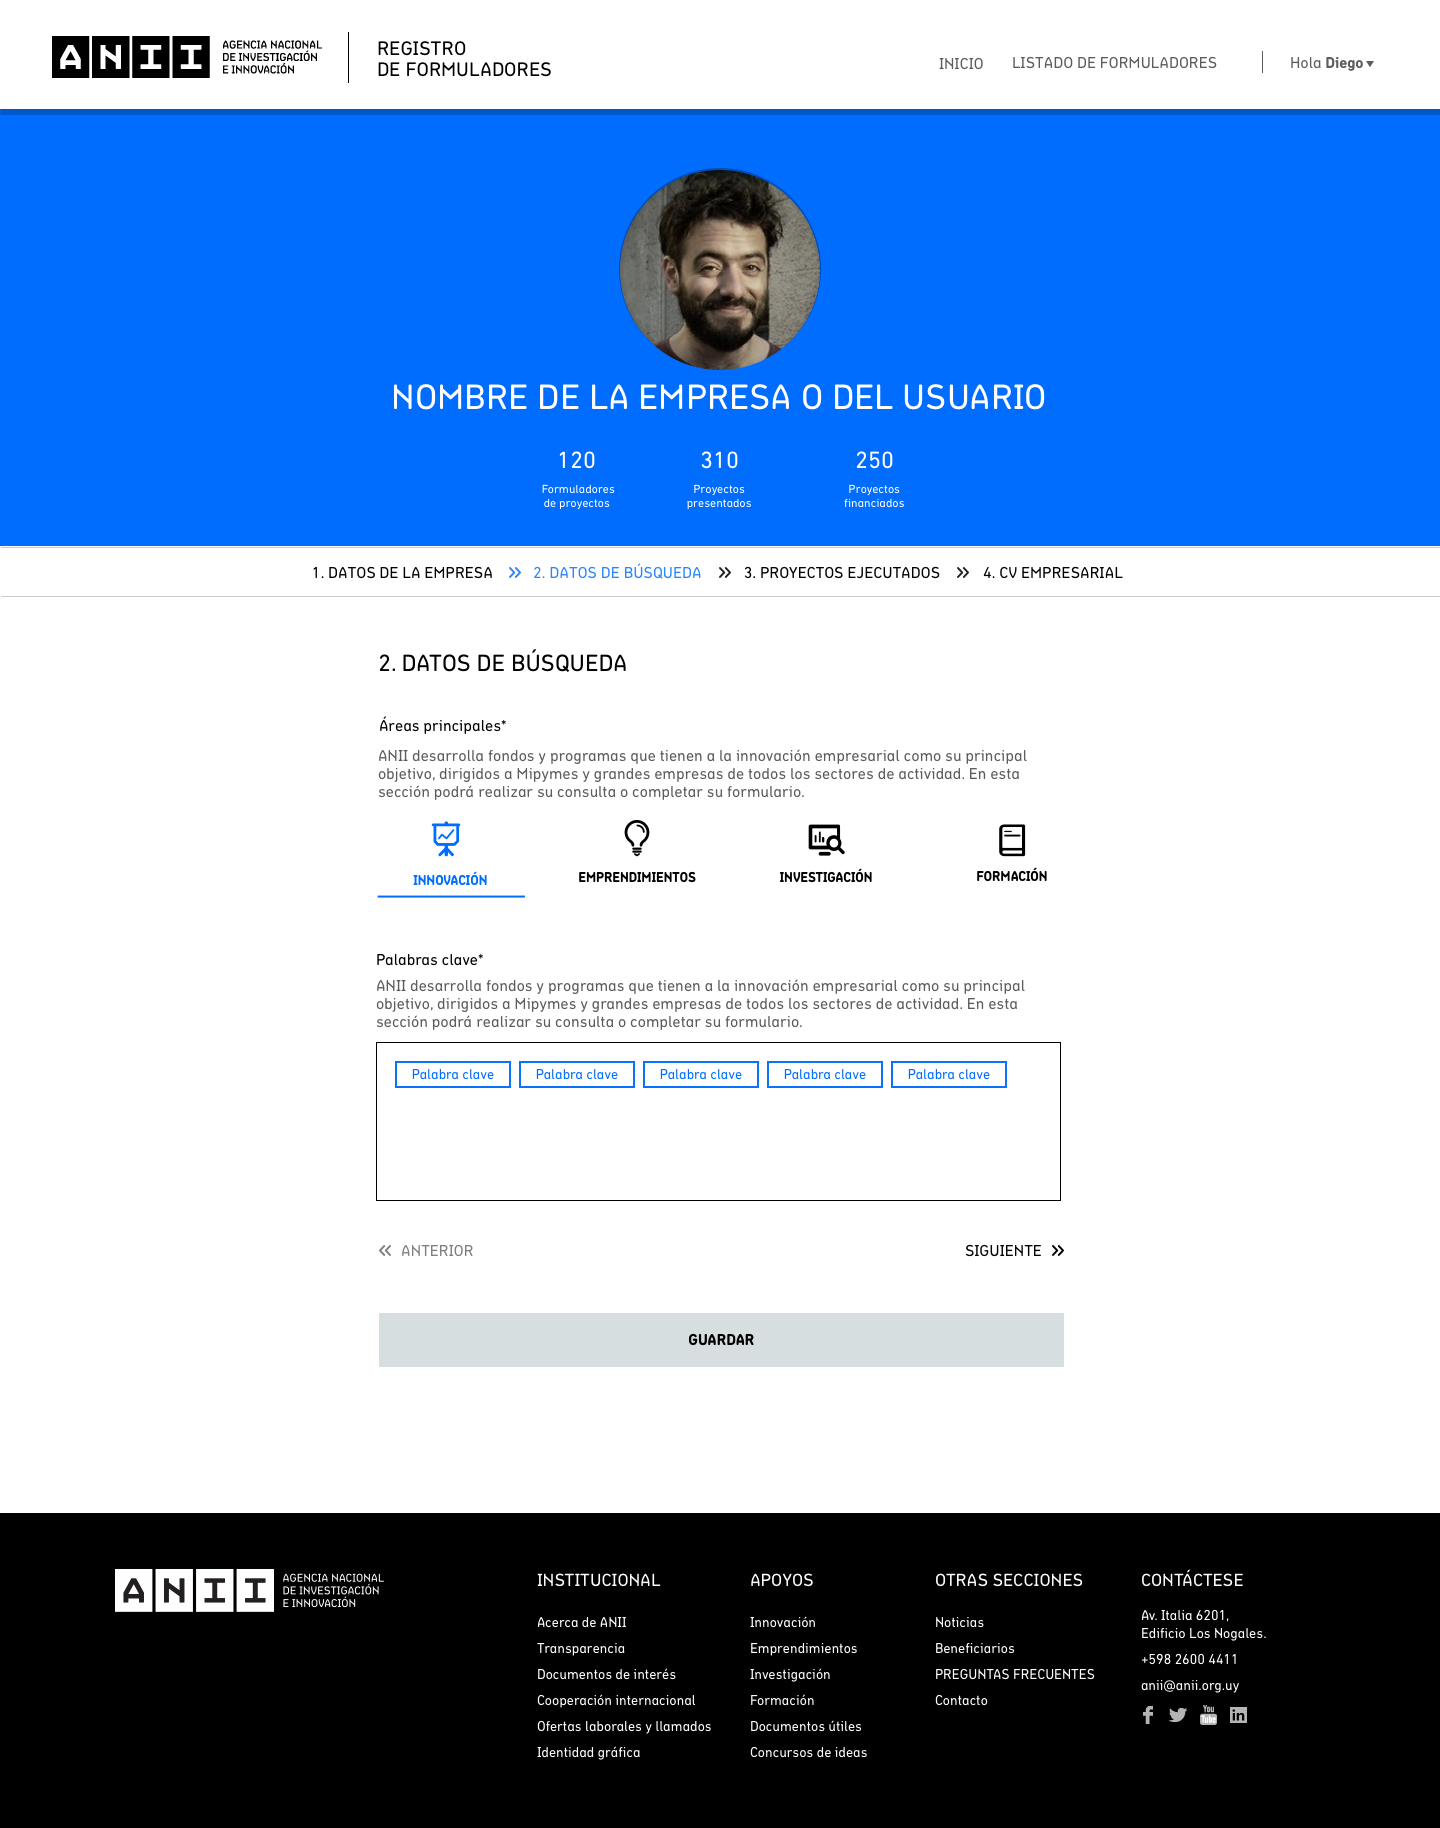 ANII
AGENCIA NACIONAL
DE INVESTIGACIÓN
E INNOVACIÓN
REGISTRO
DE FORMULADORES
INICIO
LISTADO DE FORMULADORES
Hola Diego
NOMBRE DE LA EMPRESA O DEL USUARIO
120
Formuladores
de proyectos
310
Proyectos
presentados
250
Proyectos
financiados
1. DATOS DE LA EMPRESA
2. DATOS DE BÚSQUEDA
3. PROYECTOS EJECUTADOS
4. CV EMPRESARIAL
2. DATOS DE BÚSQUEDA
Áreas principales*
ANII desarrolla fondos y programas que tienen a la innovación empresarial como su principal
objetivo, dirigidos a Mipymes y grandes empresas de todos los sectores de actividad. En esta
sección podrá realizar su consulta o completar su formulario.
INNOVACIÓN
EMPRENDIMIENTOS
INVESTIGACIÓN
FORMACIÓN
Palabras clave*
ANII desarrolla fondos y programas que tienen a la innovación empresarial como su principal
objetivo, dirigidos a Mipymes y grandes empresas de todos los sectores de actividad. En esta
sección podrá realizar su consulta o completar su formulario.
Palabra clave
Palabra clave
Palabra clave
Palabra clave
Palabra clave
ANTERIOR
SIGUIENTE
GUARDAR
ANII
AGENCIA NACIONAL
DE INVESTIGACIÓN
E INNOVACIÓN
INSTITUCIONAL
Acerca de ANII
Transparencia
Documentos de interés
Cooperación internacional
Ofertas laborales y llamados
Identidad gráfica
APOYOS
Innovación
Emprendimientos
Investigación
Formación
Documentos útiles
Concursos de ideas
OTRAS SECCIONES
Noticias
Beneficiarios
PREGUNTAS FRECUENTES
Contacto
CONTÁCTESE
Av. Italia 6201,
Edificio Los Nogales.
+598 2600 4411
anii@anii.org.uy
You
Tube
in